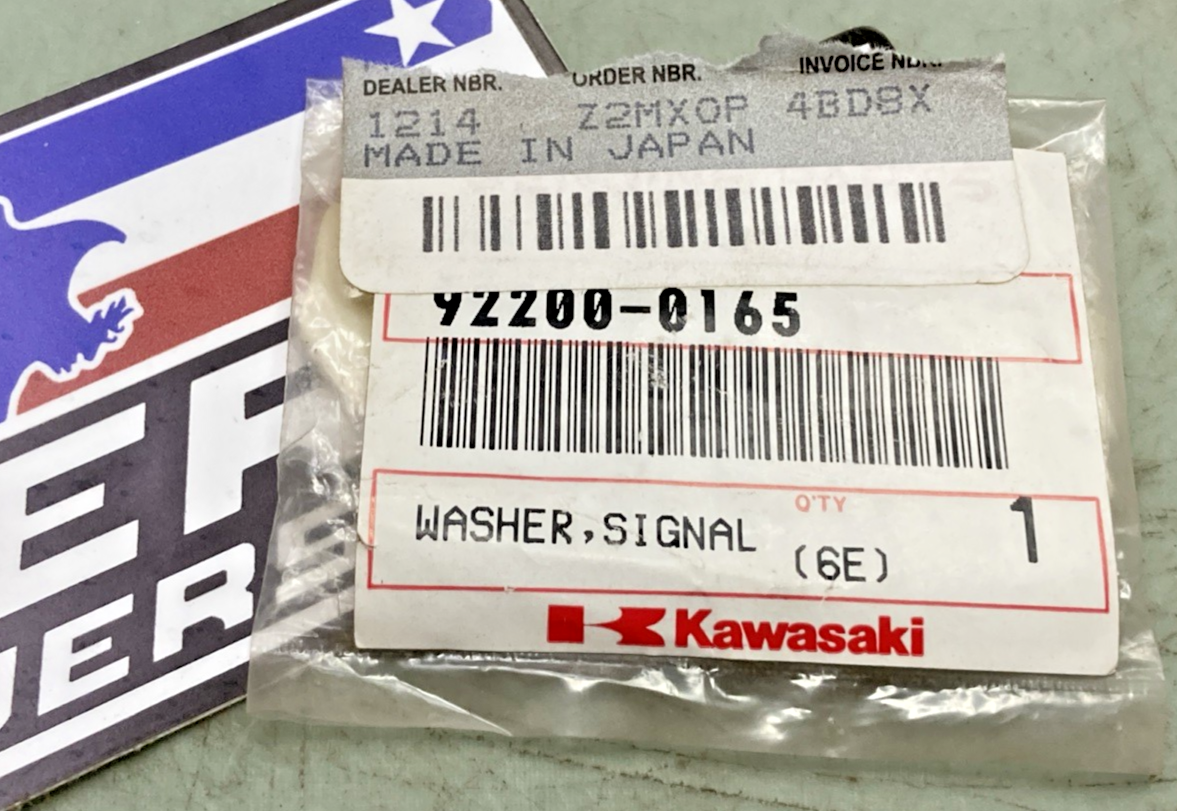 DEALER NBR. ORDER NBR. INVOICE NBR.
1214 Z2MX0P 4BD8X
MADE IN JAPAN
92200-0165
WASHER,SIGNAL
Q'TY
1
(6E)
Kawasaki